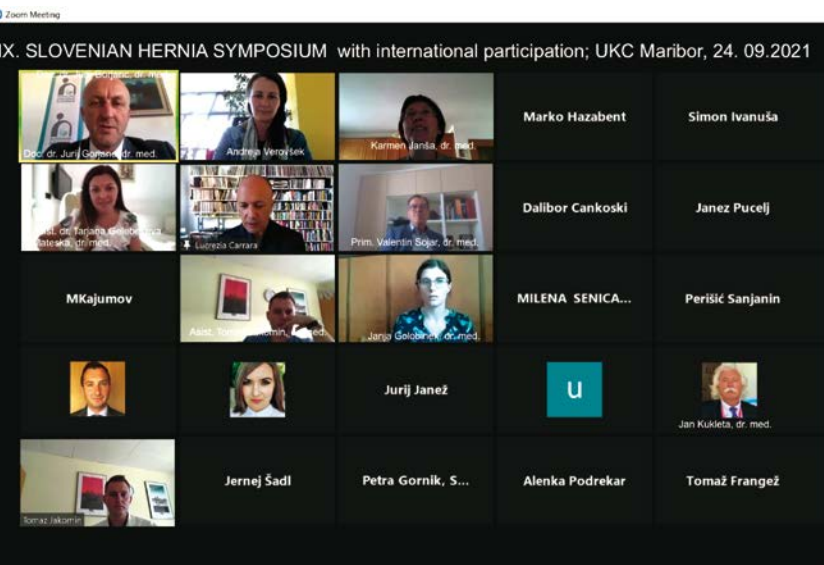 Zoom Meeting
IX. SLOVENIAN HERNIA SYMPOSIUM with international participation; UKC Maribor, 24. 09.2021
Andreja Verovšek
Karmen Janša, dr. med.
Marko Hazabent
Simon Ivanuša
Lucrezia Carrara
Prim. Valentin Sojar, dr. med.
Dalibor Cankoski
Janez Pucelj
MKajumov
Janja Golobinek, dr. med.
MILENA SENICA...
Perišić Sanjanin
Jurij Janež
u
Jan Kukleta, dr. med.
Tomaz Jakomin
Jernej Šadl
Petra Gornik, S...
Alenka Podrekar
Tomaž Frangež